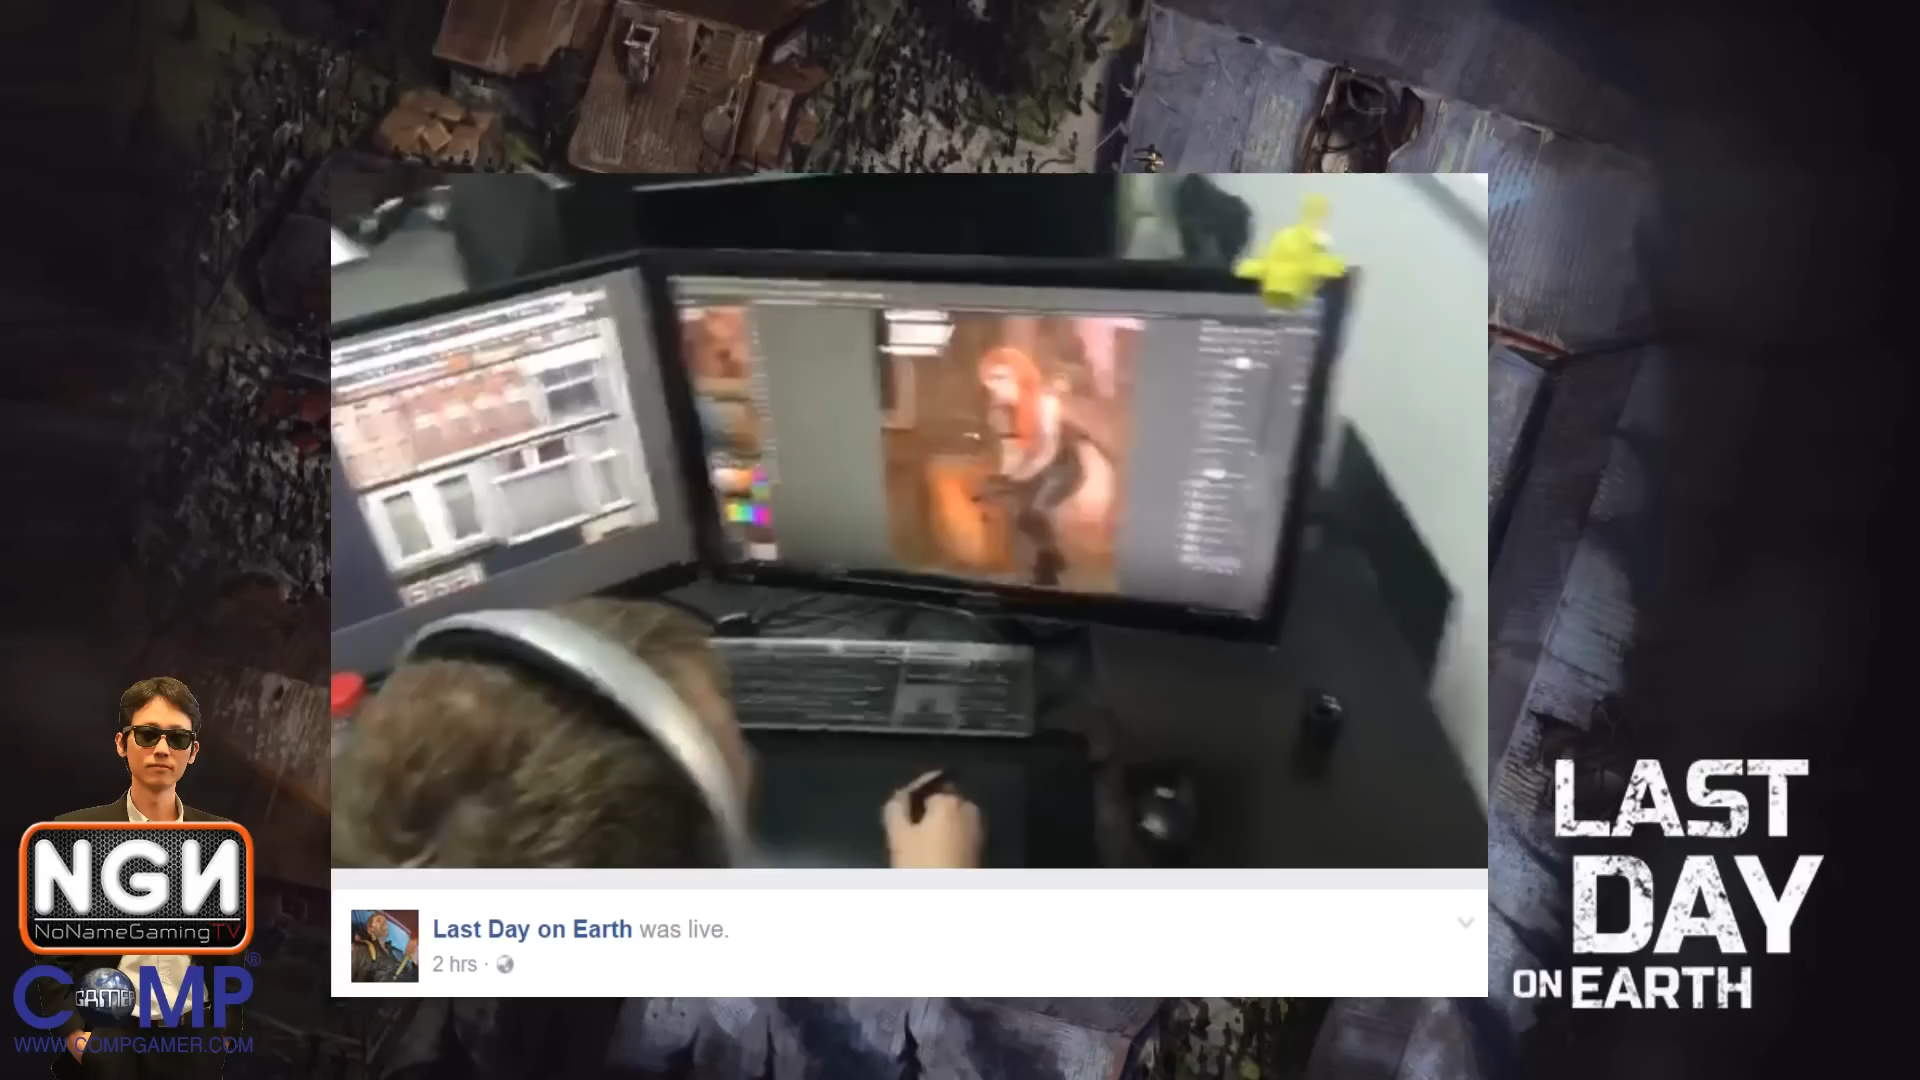 Last Day on Earth was live.
2 hrs ·
LAST
DAY
ON EARTH
NGN
NoNameGamingTV
COMP
GAMER
®
WWW.COMPGAMER.COM